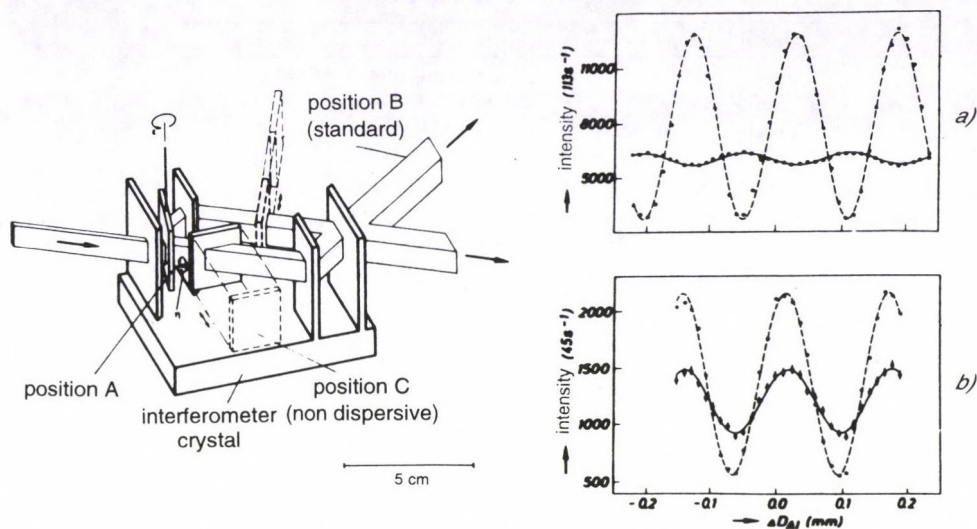 position B
(standard)
position A
position C
interferometer (non dispersive)
crystal
5 cm
intensity (113s⁻¹)
11000
8000
5000
a)
intensity (45s⁻¹)
2000
1500
1000
500
b)
-0.2 -0.1 0.0 0.1 0.2
ΔD_Al (mm)